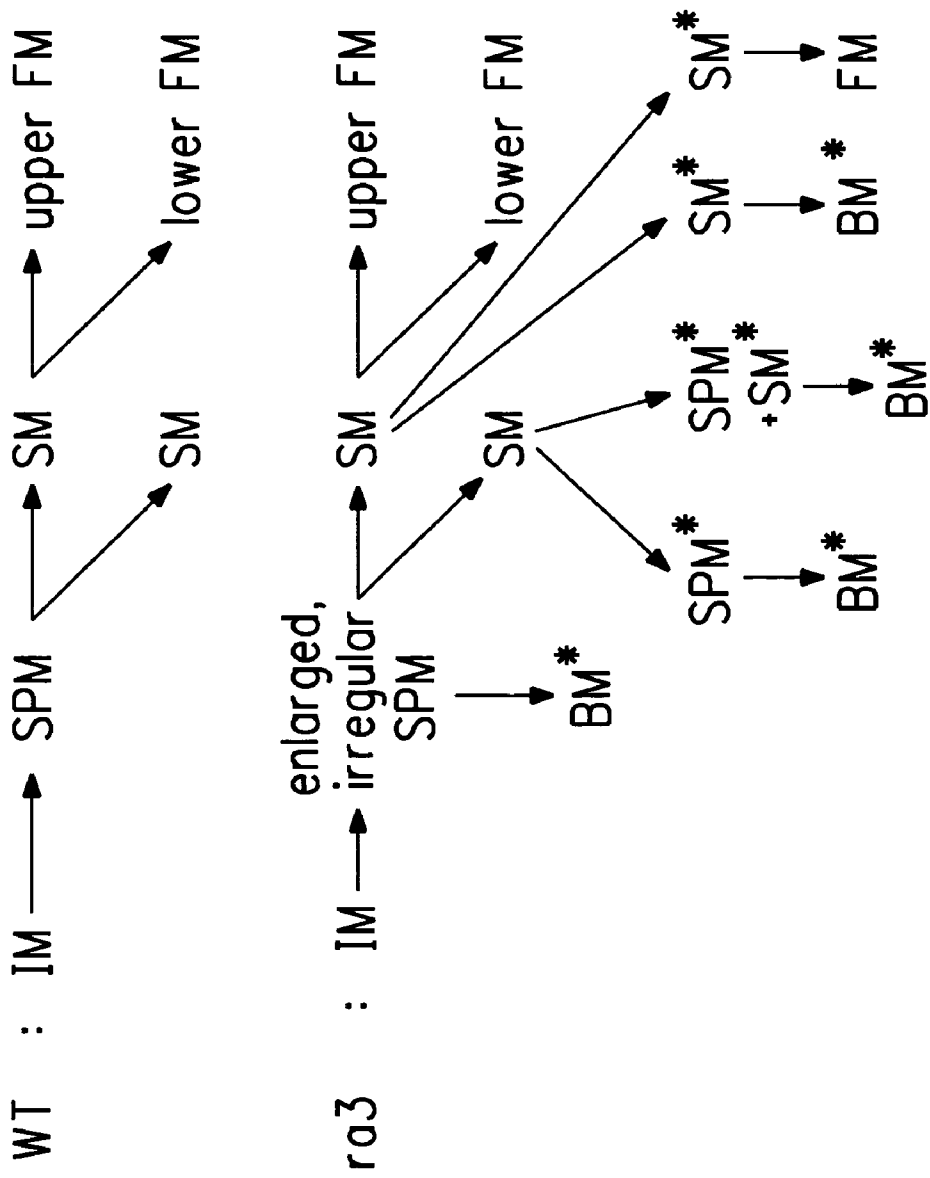 WT : IM SPM SM upper FM
SM lower FM
ra3 : IM enlarged,
irregular
SPM SM upper FM
BM* SM lower FM
SPM* SPM* SM* SM*
+SM*
BM* BM* BM* FM